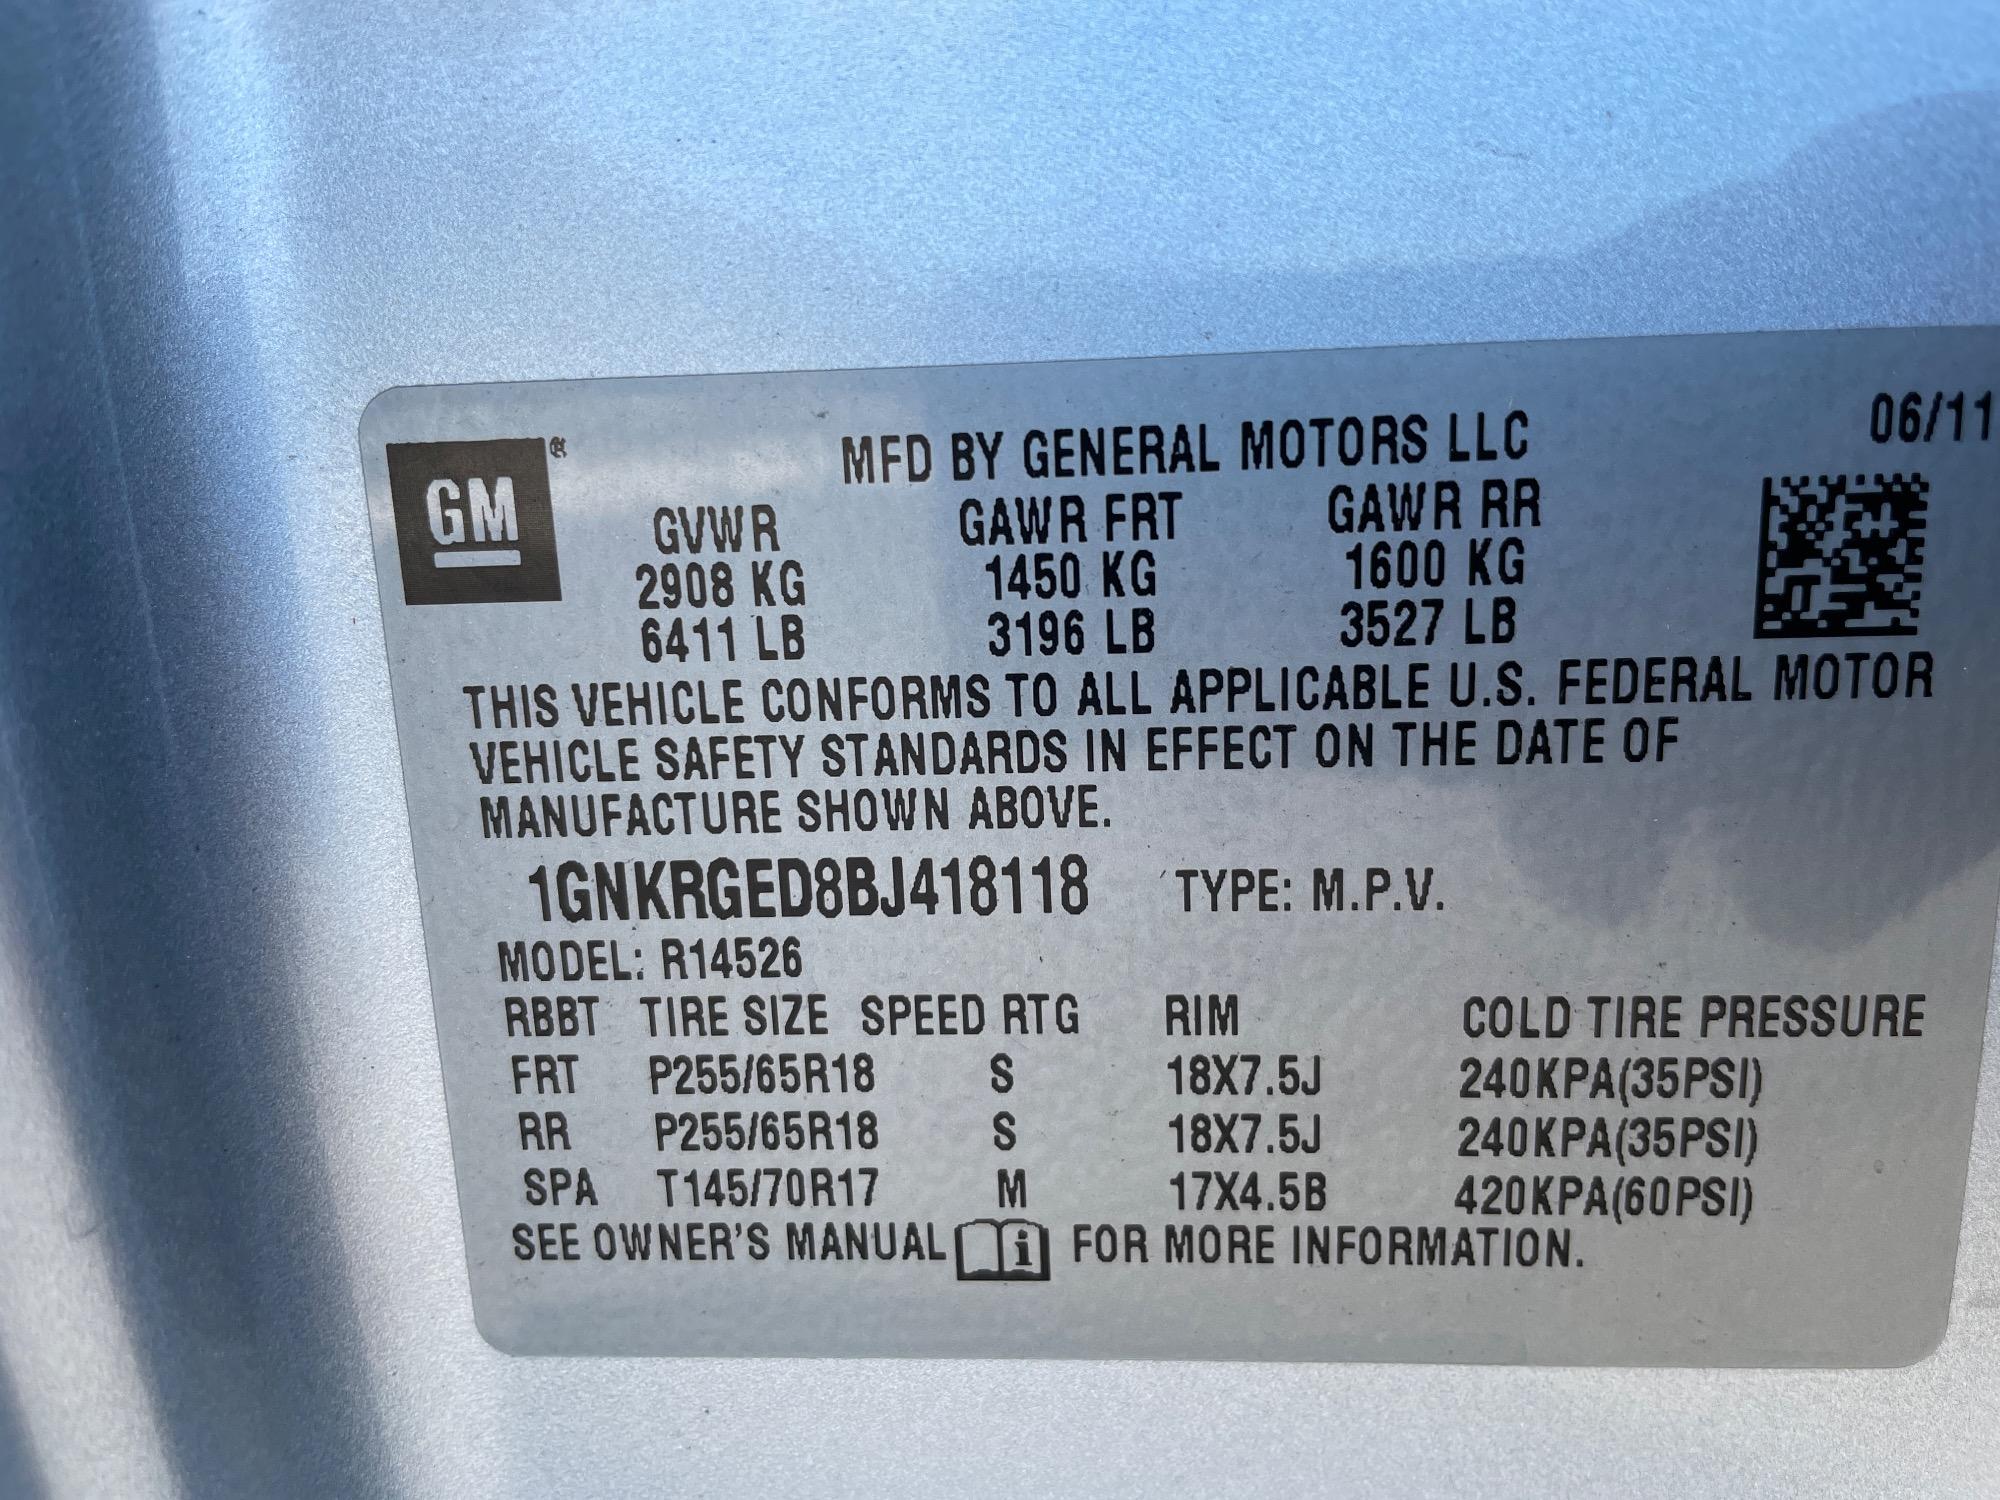 06/11
GM
MFD BY GENERAL MOTORS LLC
GVWR GAWR FRT GAWR RR
2908 KG 1450 KG 1600 KG
6411 LB 3196 LB 3527 LB
THIS VEHICLE CONFORMS TO ALL APPLICABLE U.S. FEDERAL MOTOR
VEHICLE SAFETY STANDARDS IN EFFECT ON THE DATE OF
MANUFACTURE SHOWN ABOVE.
1GNKRGED8BJ418118 TYPE: M.P.V.
MODEL: R14526
RBBT TIRE SIZE SPEED RTG RIM COLD TIRE PRESSURE
FRT P255/65R18 S 18X7.5J 240KPA(35PSI)
RR P255/65R18 S 18X7.5J 240KPA(35PSI)
SPA T145/70R17 M 17X4.5B 420KPA(60PSI)
SEE OWNER'S MANUAL i FOR MORE INFORMATION.